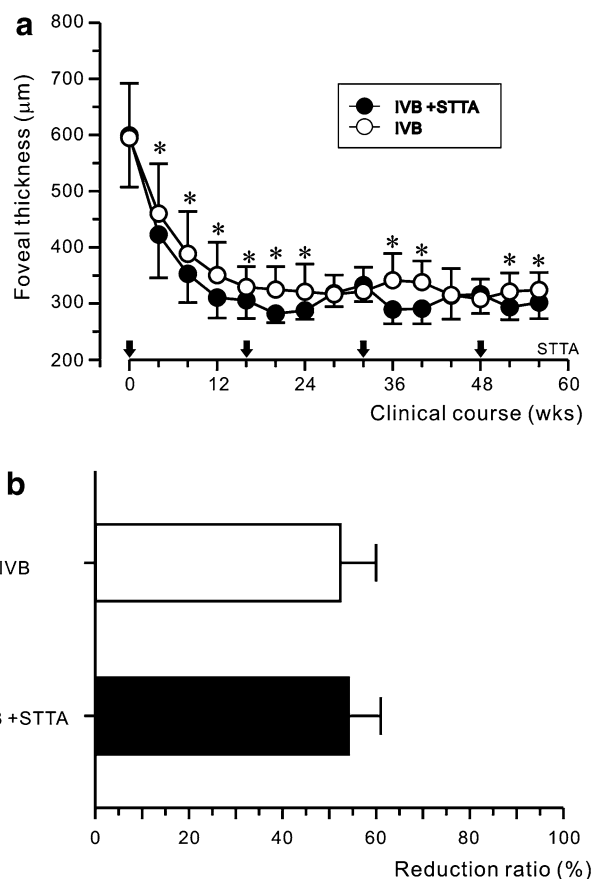 a
800
700
600
500
400
300
200
Foveal thickness (μm)
IVB +STTA
IVB
*
*
*
*
*
*
*
*
*
*
STTA
0
12
24
36
48
60
Clinical course (wks)
b
IVB
+STTA
0
20
40
60
80
100
Reduction ratio (%)